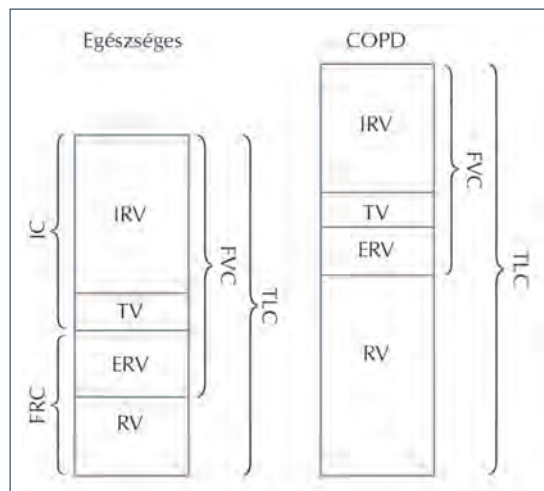 Egészséges
IC
FRC
IRV
TV
ERV
RV
FVC
TLC
COPD
IRV
TV
ERV
RV
FVC
TLC